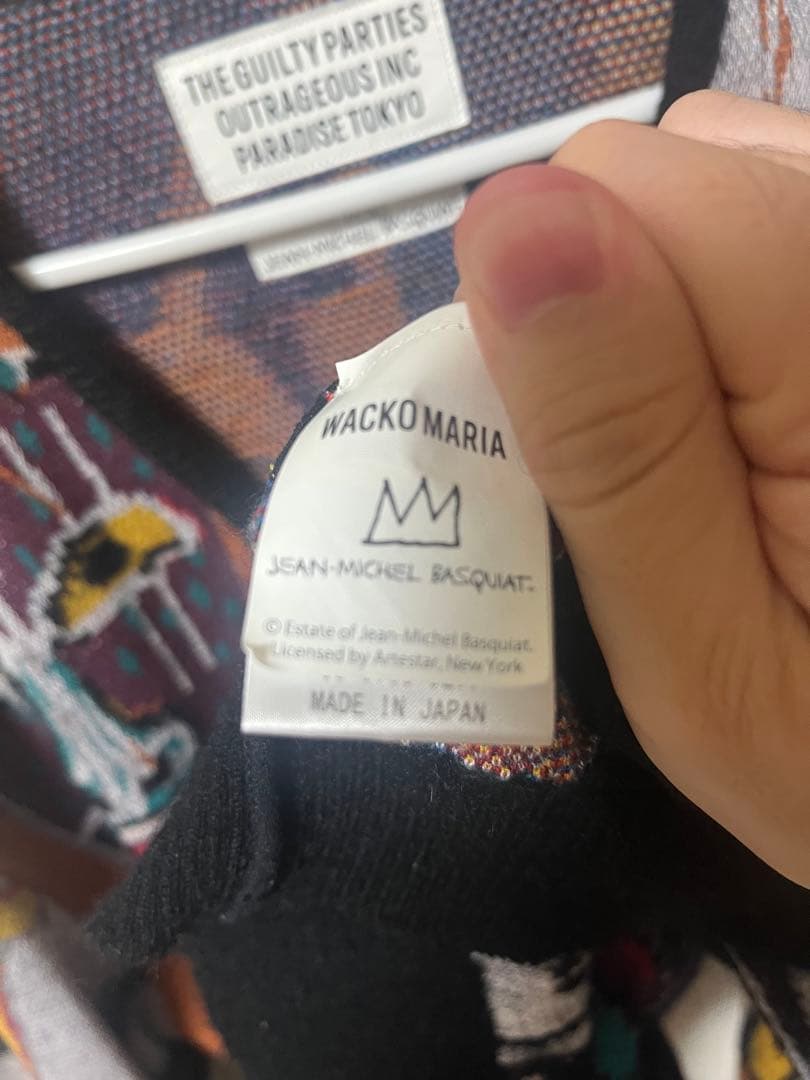 THE GUILTY PARTIES
OUTRAGEOUS INC
PARADISE TOKYO
JEAN-MICHEL BASQUIAT
WACKO MARIA
JEAN-MICHEL BASQUIAT™
© Estate of Jean-Michel Basquiat.
Licensed by Artestar, New York
MADE IN JAPAN